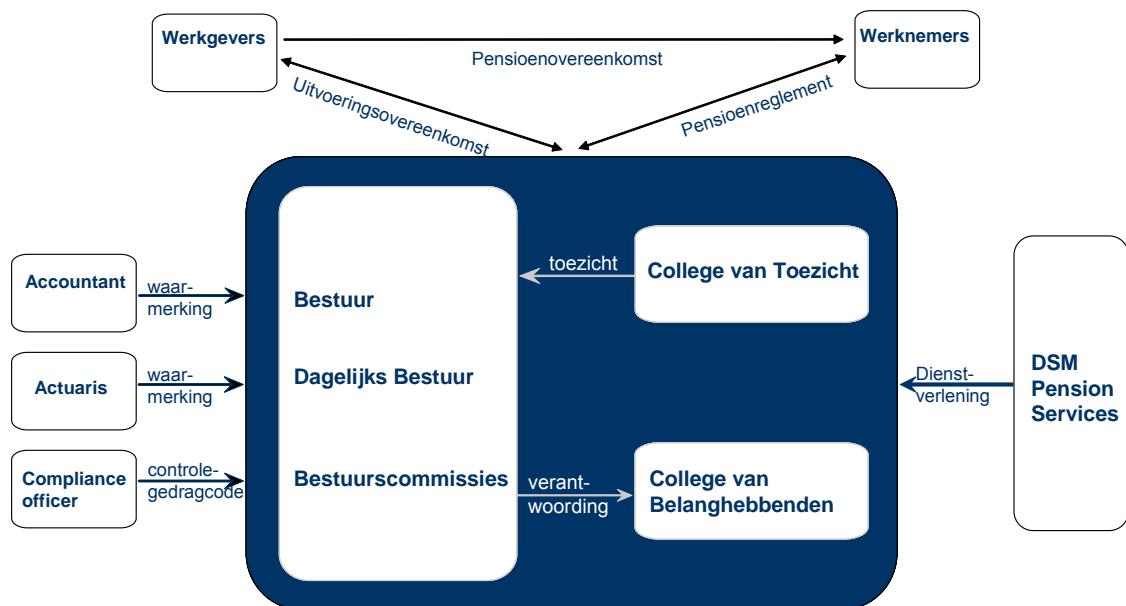 Werkgevers
Werknemers
Pensioenovereenkomst
Uitvoeringsovereenkomst
Pensioenreglement
Accountant
waar-
merking
Actuaris
waar-
merking
Compliance
officer
controle-
gedragcode
Bestuur
Dagelijks Bestuur
Bestuurscommissies
toezicht
College van Toezicht
verant-
woording
College van
Belanghebbenden
Dienst-
verlening
DSM
Pension
Services